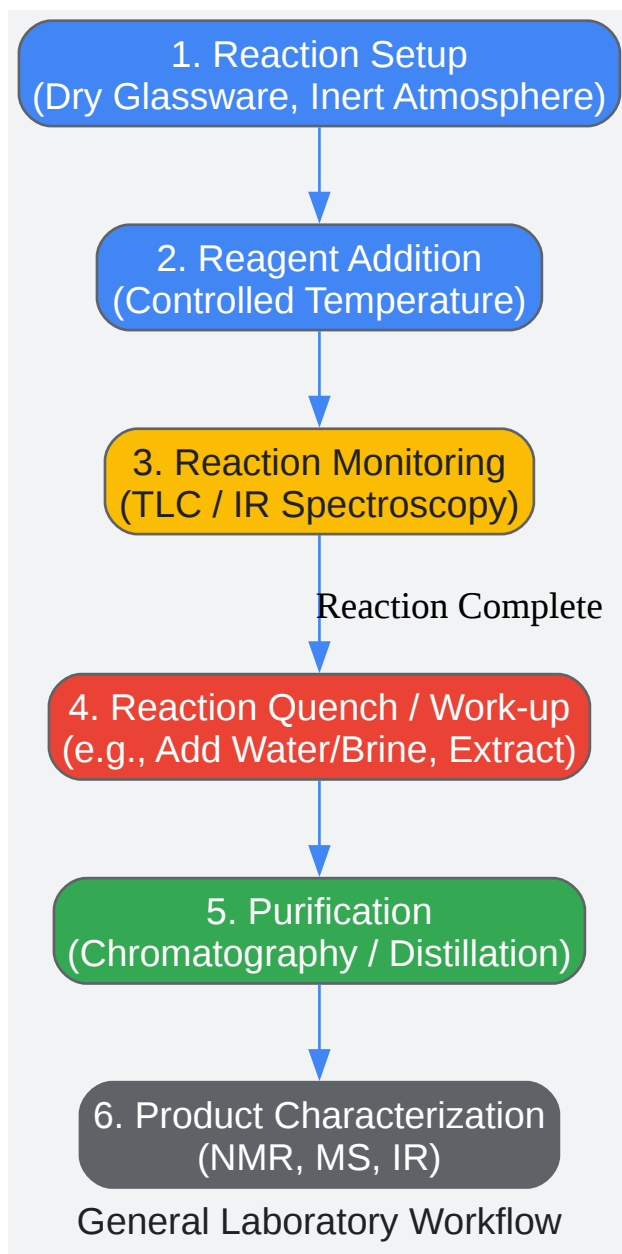 1. Reaction Setup
(Dry Glassware, Inert Atmosphere)
2. Reagent Addition
(Controlled Temperature)
3. Reaction Monitoring
(TLC / IR Spectroscopy)
Reaction Complete
4. Reaction Quench / Work-up
(e.g., Add Water/Brine, Extract)
5. Purification
(Chromatography / Distillation)
6. Product Characterization
(NMR, MS, IR)
General Laboratory Workflow